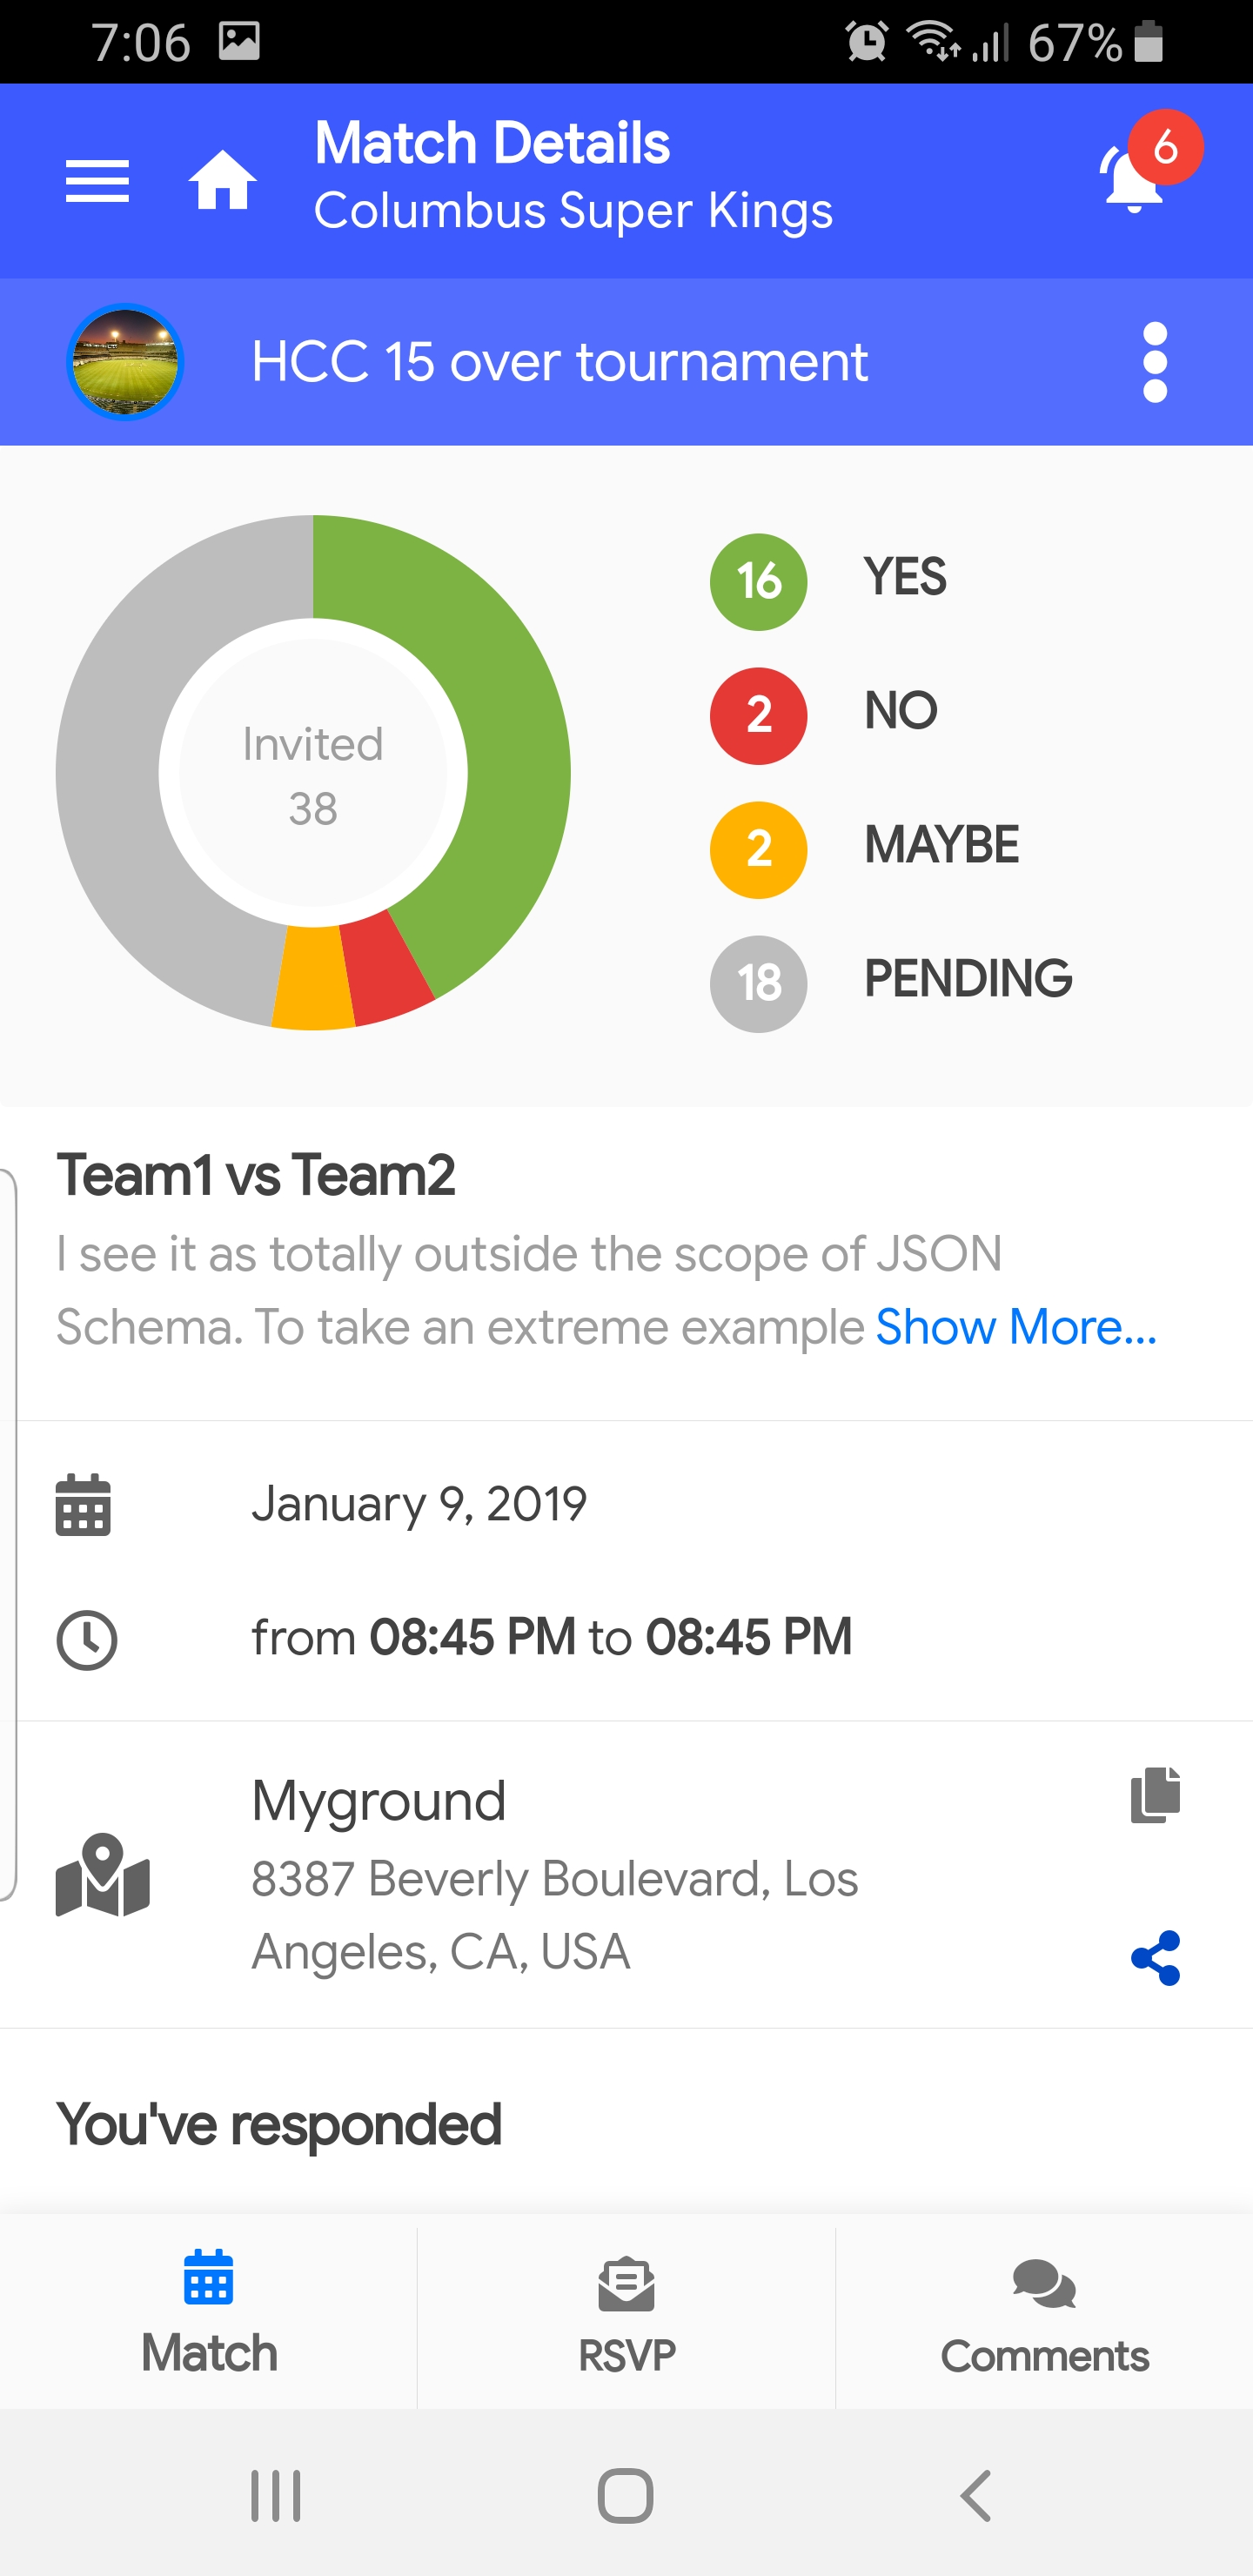 7:06
67%
Match Details
6
Columbus Super Kings
HCC 15 over tournament
Invited
38
16 YES
2 NO
2 MAYBE
18 PENDING
Team1 vs Team2
I see it as totally outside the scope of JSON
Schema. To take an extreme example Show More...
January 9, 2019
from 08:45 PM to 08:45 PM
Myground
8387 Beverly Boulevard, Los
Angeles, CA, USA
You've responded
Match
RSVP
Comments